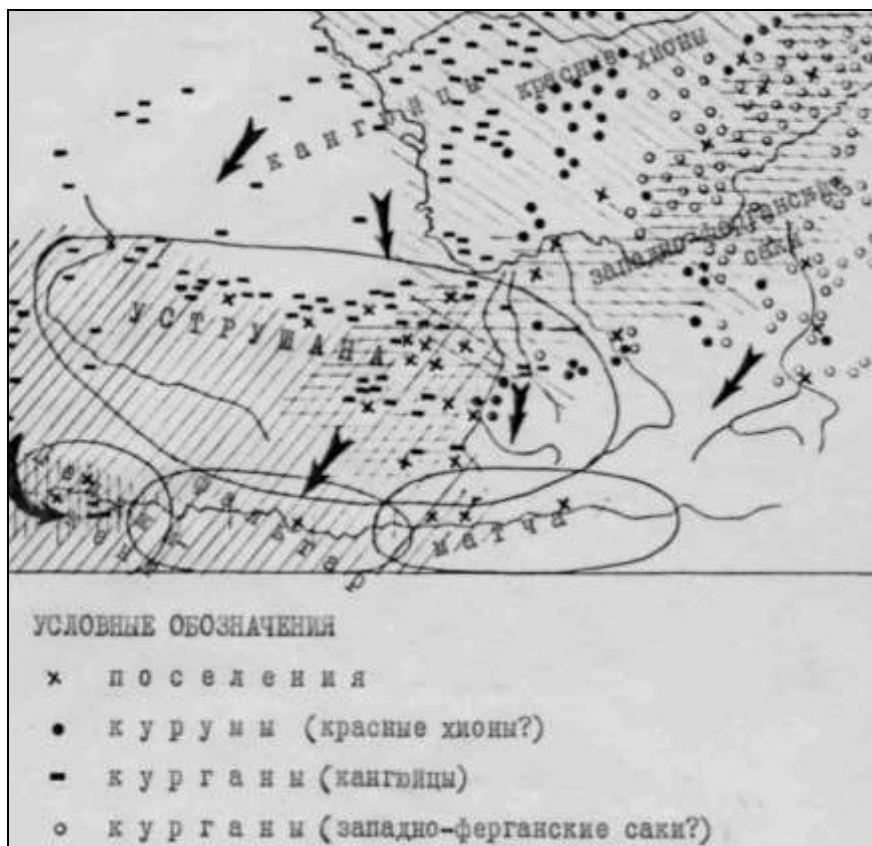 кангюйцы
красные хионы
западно-ферганские
саки
УСТРУШАНА
фальгар
матча
УСЛОВНЫЕ ОБОЗНАЧЕНИЯ
× поселения
● курумы (красные хионы?)
– курганы (кангюйцы)
○ курганы (западно-ферганские саки?)